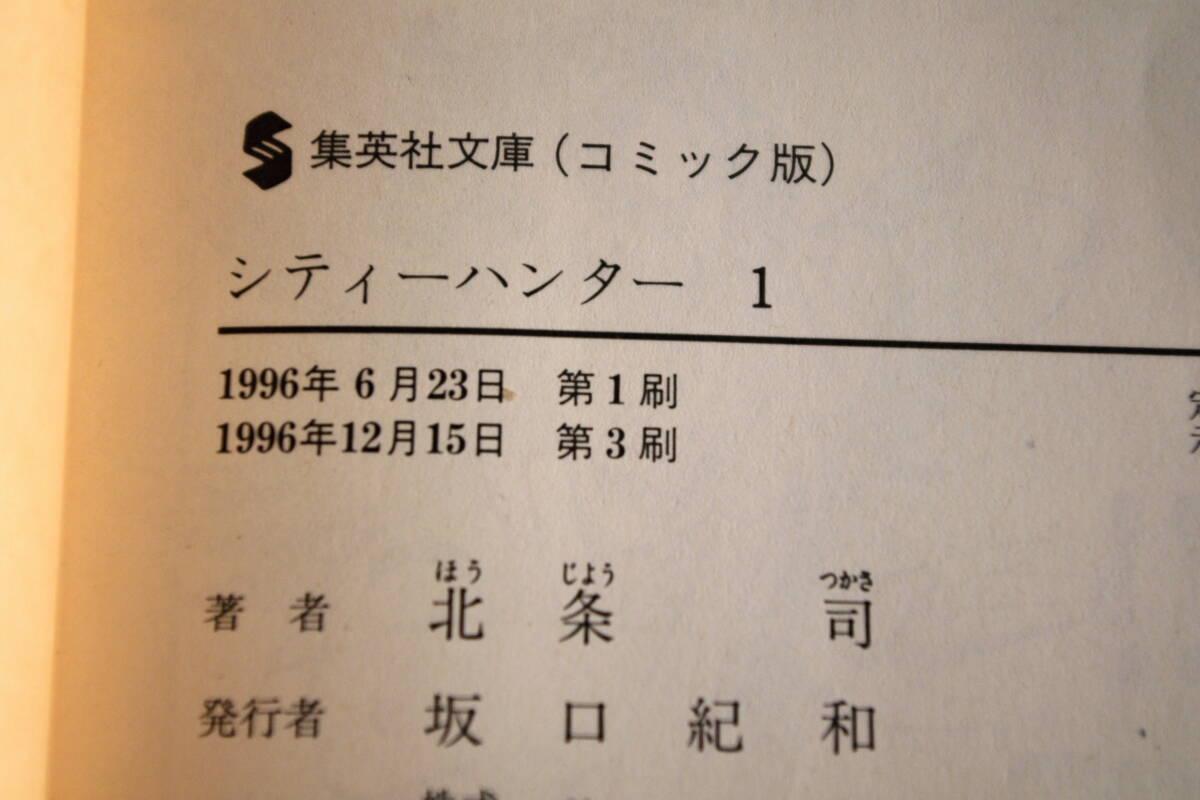 集英社文庫(コミック版)
シティーハンター 1
1996年 6月23日 第1刷
1996年12月15日 第3刷
ほう じょう つかさ
著者 北条 司
発行者 坂口紀和